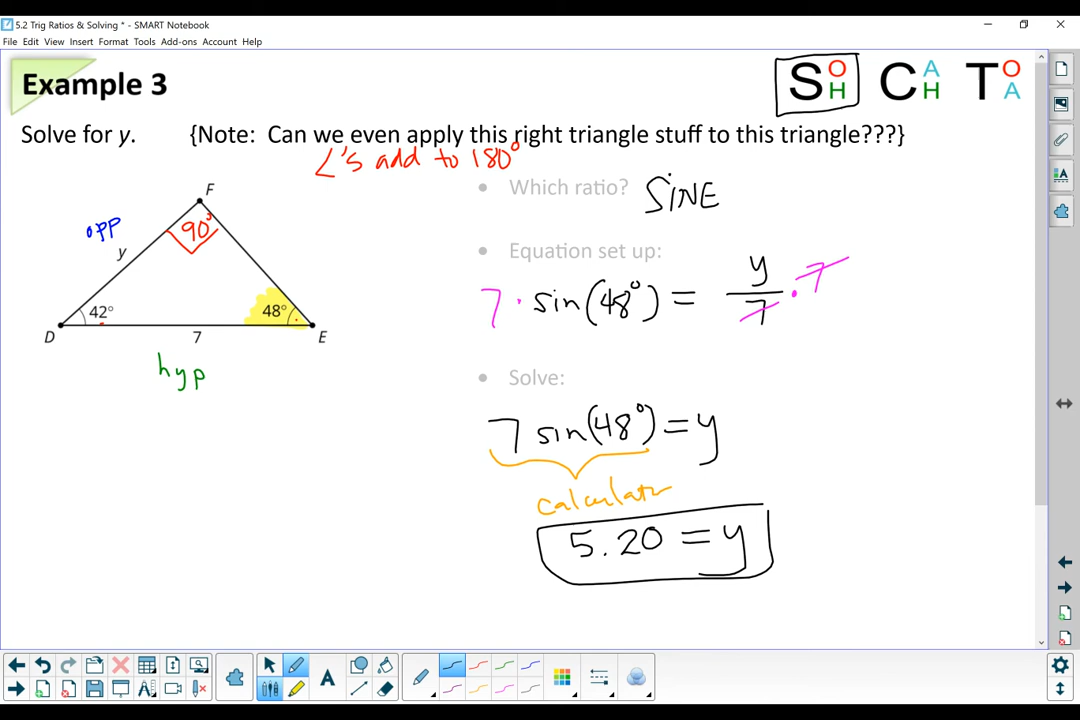 5.2 Trig Ratios & Solving * - SMART Notebook
File Edit View Insert Format Tools Add-ons Account Help
Example 3
S O H C A H T O A
Solve for y. {Note: Can we even apply this right triangle stuff to this triangle???}
∠'s add to 180°
• Which ratio? SINE
F
opp
90°
y
• Equation set up:
7 · sin(48°) = y/7 · 7
42°
48°
D
7
E
hyp
• Solve:
7 sin(48°) = y
calculator
5.20 = y
A